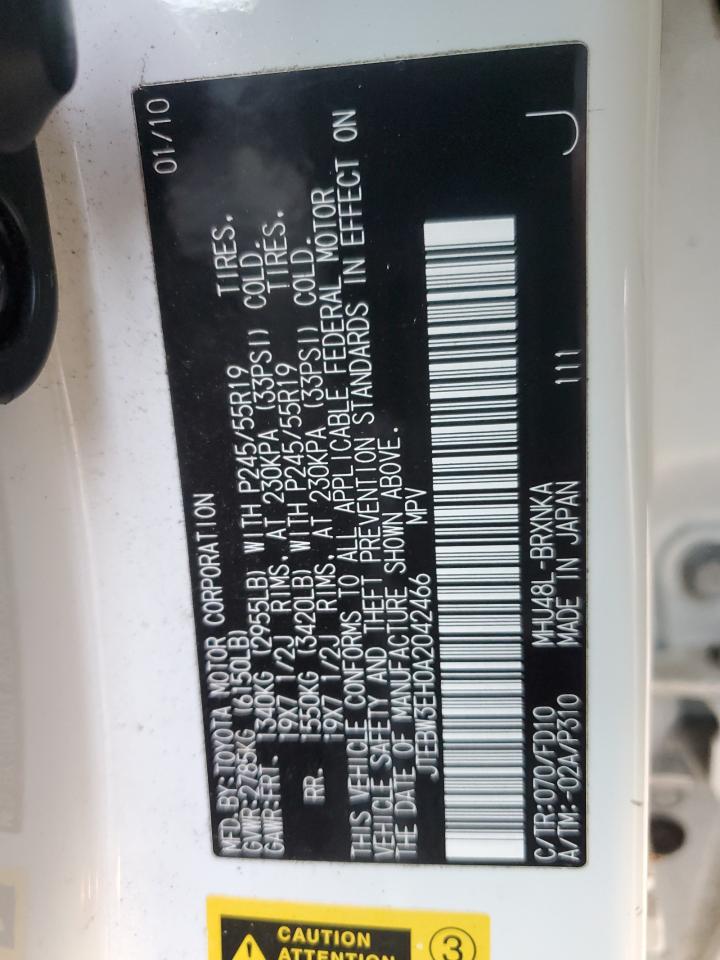 MFD.BY:TOYOTA MOTOR CORPORATION 01/10
GVWR:2785KG (6150LB)
GAWR:FRT. 1340KG (2955LB) WITH P245/55R19 TIRES,
19X7 1/2J RIMS, AT 230KPA (33PSI) COLD.
RR. 1550KG (3420LB) WITH P245/55R19 TIRES.
19X7 1/2J RIMS, AT 230KPA (33PSI) COLD.
THIS VEHICLE CONFORMS TO ALL APPLICABLE FEDERAL MOTOR
VEHICLE SAFETY AND THEFT PREVENTION STANDARDS IN EFFECT ON
THE DATE OF MANUFACTURE SHOWN ABOVE.
JTEBW3EH0A2042466 MPV
C/TR:070/FD10 MHU48L-BRXNKA 111 J
A/TM:-02A/P310 MADE IN JAPAN
CAUTION 3
ATTENTION